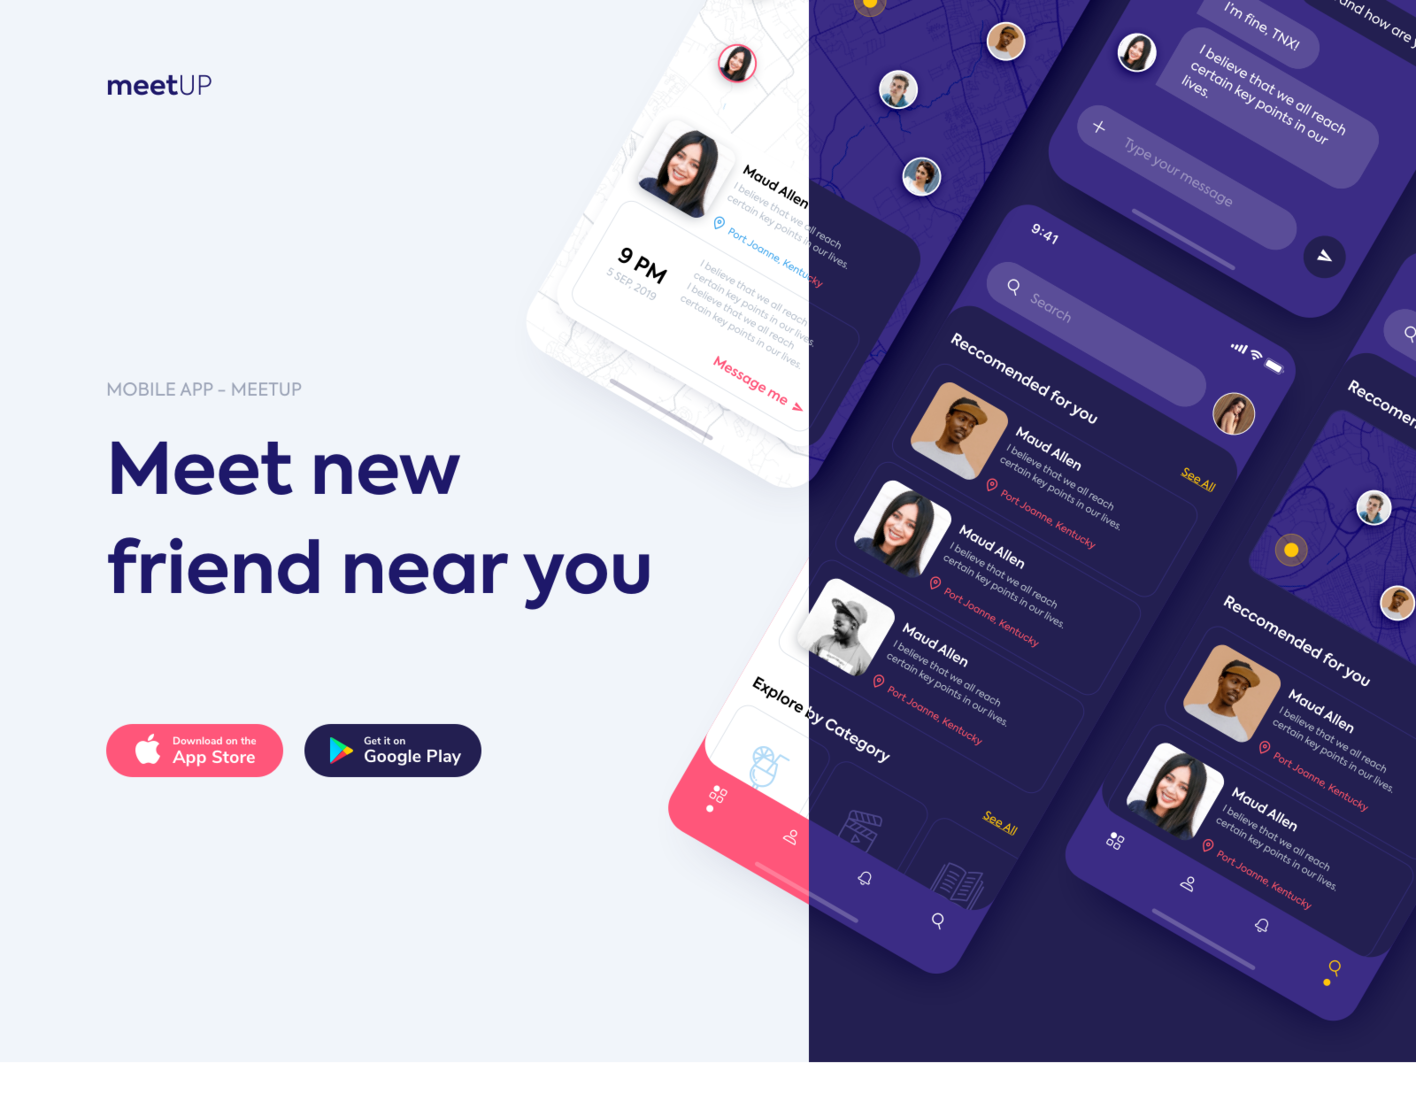 meetUP
MOBILE APP – MEETUP
Meet new
friend near you
Download on the
App Store
Get it on
Google Play
Maud Allen
I believe that we all reach
certain key points in our lives.
Port Joanne, Kentucky
9 PM
5 SEP, 2019
I believe that we all reach
certain key points in our lives.
I believe that we all reach
certain key points in our lives.
Message me
and how are y
I'm fine, TNX!
I believe that we all reach
certain key points in our
lives.
Type your message
9:41
Search
Reccomended for you
See All
Maud Allen
I believe that we all reach
certain key points in our lives.
Port Joanne, Kentucky
Maud Allen
I believe that we all reach
certain key points in our lives.
Port Joanne, Kentucky
Maud Allen
I believe that we all reach
certain key points in our lives.
Port Joanne, Kentucky
Explore by Category
See All
Reccomen
Reccomended for you
Maud Allen
I believe that we all reach
certain key points in our lives.
Port Joanne, Kentucky
Maud Allen
I believe that we all reach
certain key points in our lives.
Port Joanne, Kentucky